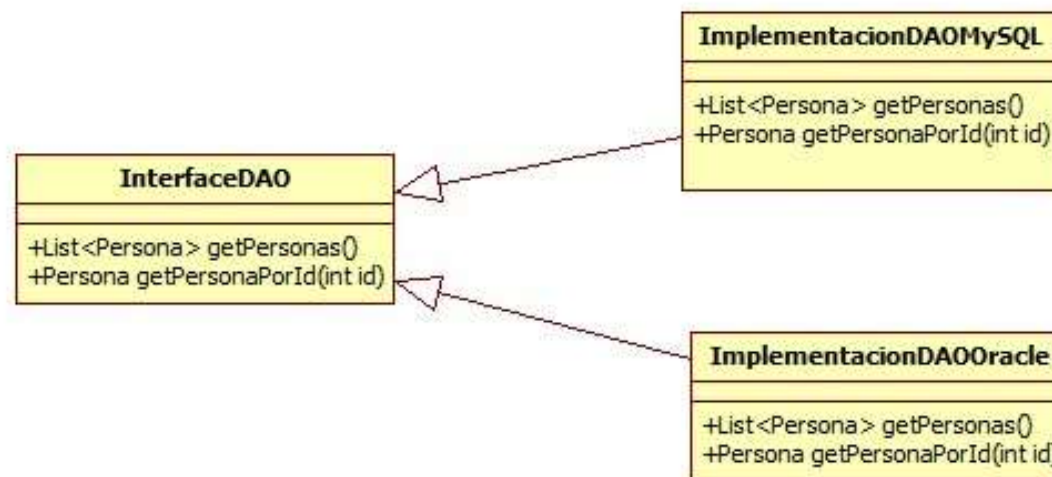 ImplementacionDAOMySQL
+List<Persona> getPersonas()
+Persona getPersonaPorId(int id)
InterfaceDAO
+List<Persona> getPersonas()
+Persona getPersonaPorId(int id)
ImplementacionDAOOracle
+List<Persona> getPersonas()
+Persona getPersonaPorId(int id)